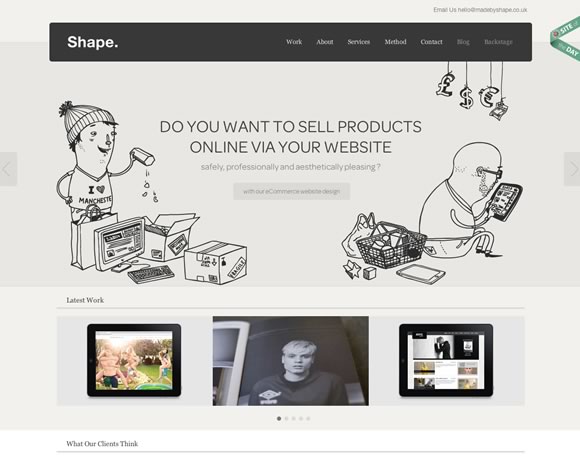 Email Us hello@madebyshape.co.uk
SITE of
the DAY
Shape.
Work About Services Method Contact Blog Backstage
£ $ €
DO YOU WANT TO SELL PRODUCTS
ONLINE VIA YOUR WEBSITE
safely, professionally and aesthetically pleasing ?
with our eCommerce website design
I ♥
MANCHESTER
FRAGILE
Latest Work
What Our Clients Think